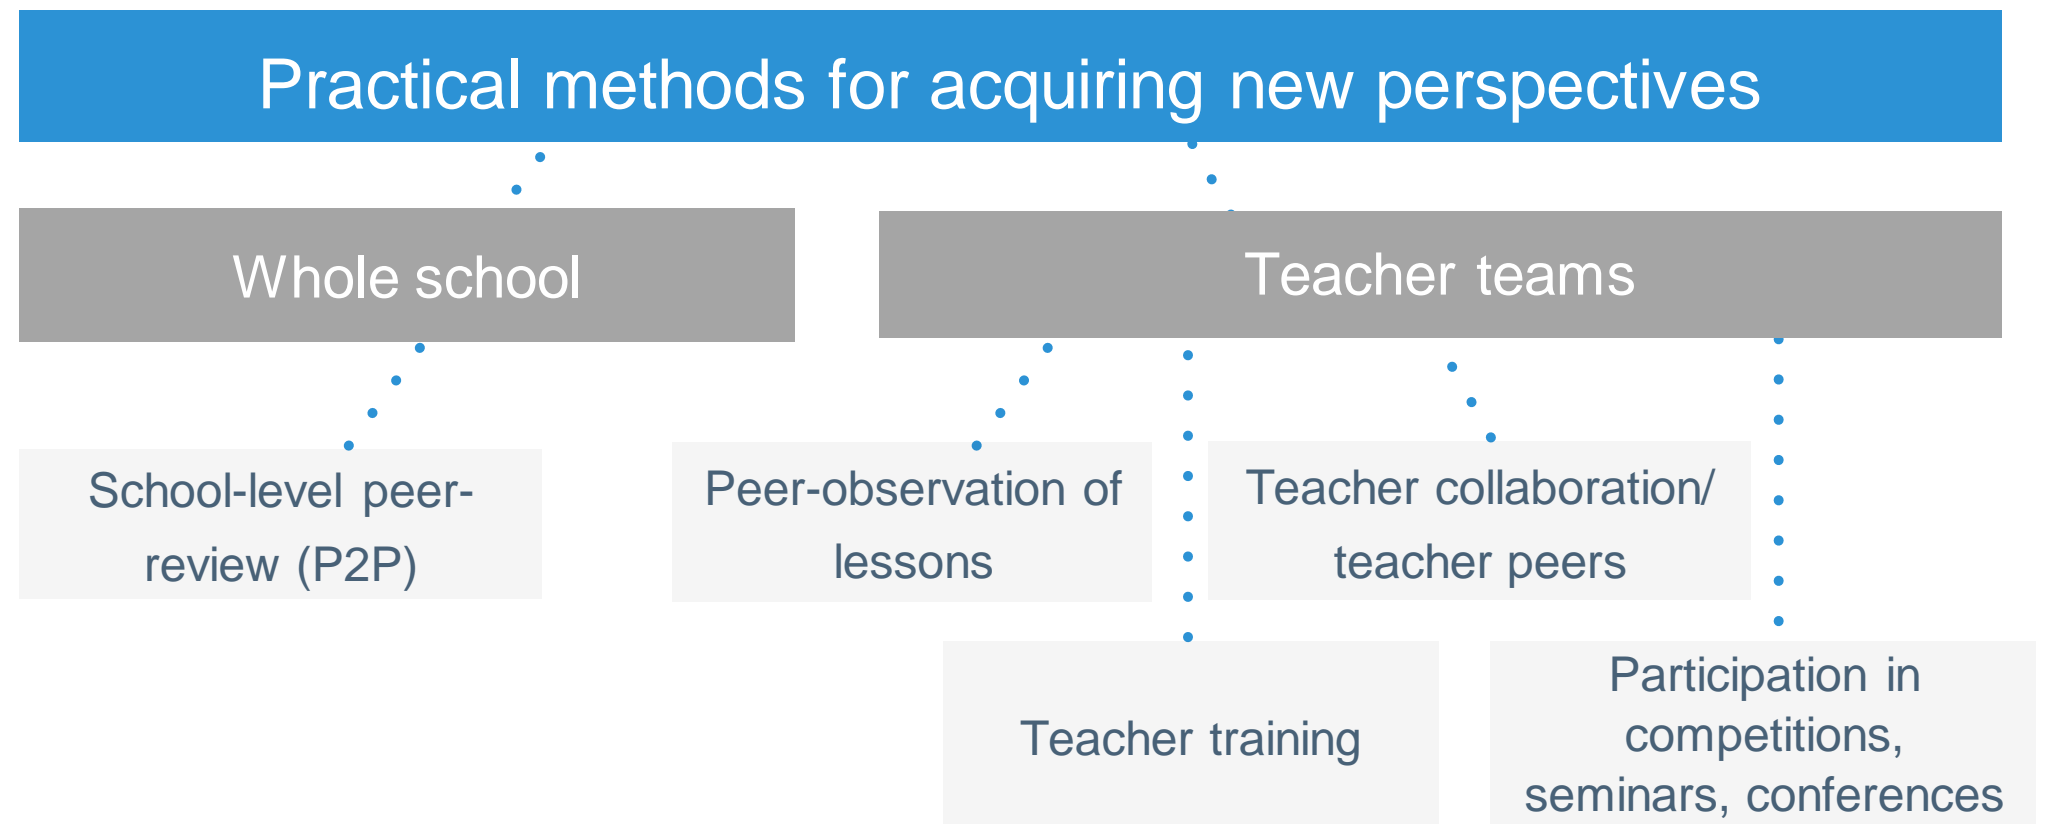 Practical methods for acquiring new perspectives
Whole school
Teacher teams
School-level peer-
review (P2P)
Peer-observation of
lessons
Teacher collaboration/
teacher peers
Teacher training
Participation in
competitions,
seminars, conferences